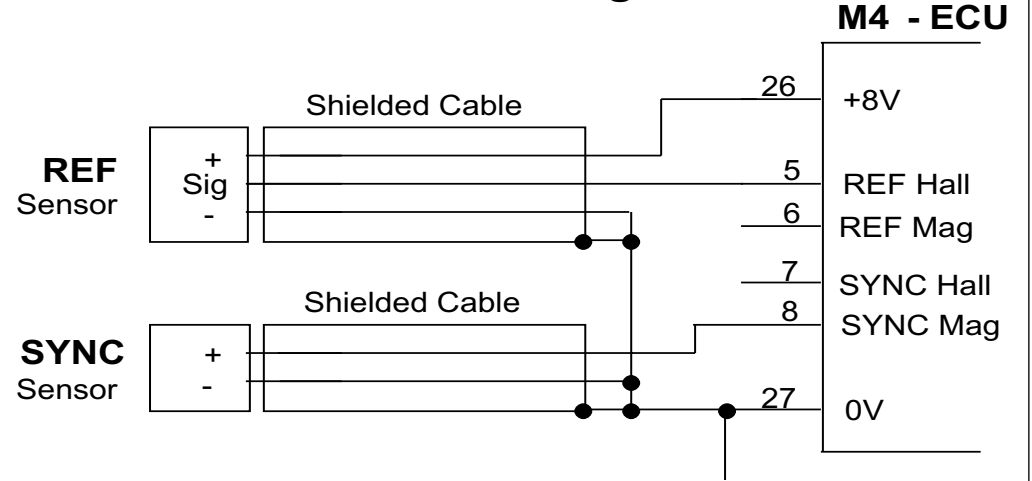 M4 - ECU
26 +8V
Shielded Cable
REF
Sensor
+
Sig
-
5 REF Hall
6 REF Mag
7 SYNC Hall
Shielded Cable
8 SYNC Mag
SYNC
Sensor
+
-
27 0V